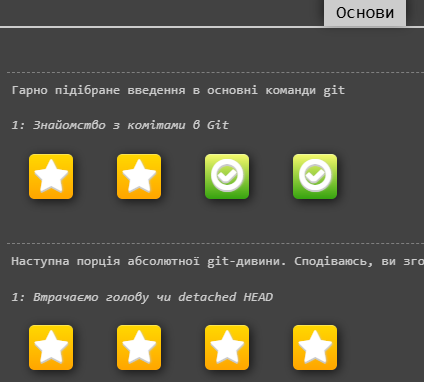 Основи
Гарно підібране введення в основні команди git
1: Знайомство з комітами в Git
Наступна порція абсолютної git-дивини. Сподіваюсь, ви
1: Втрачаємо голову чи detached HEAD